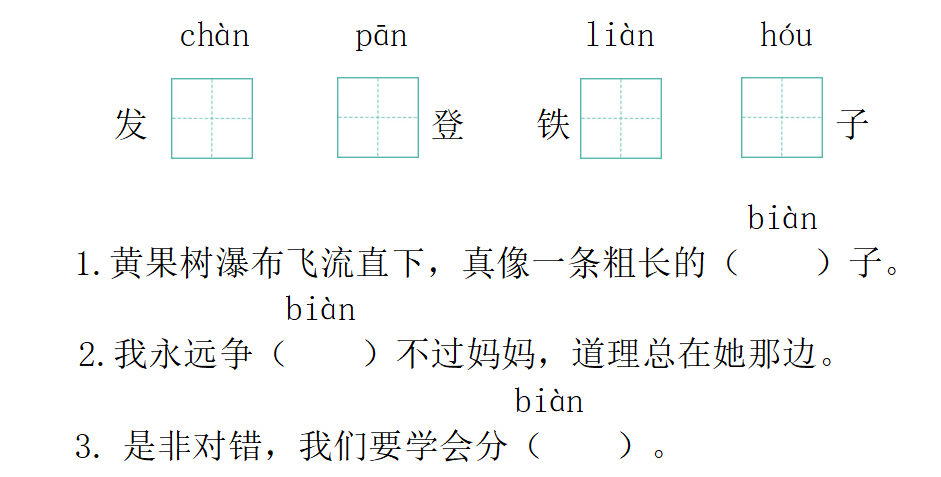 chàn pān liàn hóu
发 登 铁 子
biàn
1.黄果树瀑布飞流直下，真像一条粗长的（ ）子。
biàn
2.我永远争（ ）不过妈妈，道理总在她那边。
biàn
3. 是非对错，我们要学会分（ ）。